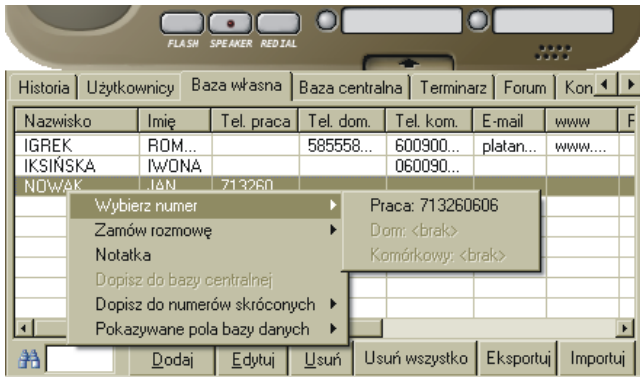 FLASH SPEAKER REDIAL
Historia Użytkownicy Baza własna Baza centralna Terminarz Forum Kon
Nazwisko Imię Tel. praca Tel. dom. Tel. kom. E-mail www F
IGREK ROM... 585558... 600900... platan... www....
IKSIŃSKA IWONA 060090...
NOWAK JAN 713260
Wybierz numer Praca: 713260606
Zamów rozmowę Dom: <brak>
Notatka Komórkowy: <brak>
Dopisz do bazy centralnej
Dopisz do numerów skróconych
Pokazywane pola bazy danych
Dodaj Edytuj Usuń Usuń wszystko Eksportuj Importuj